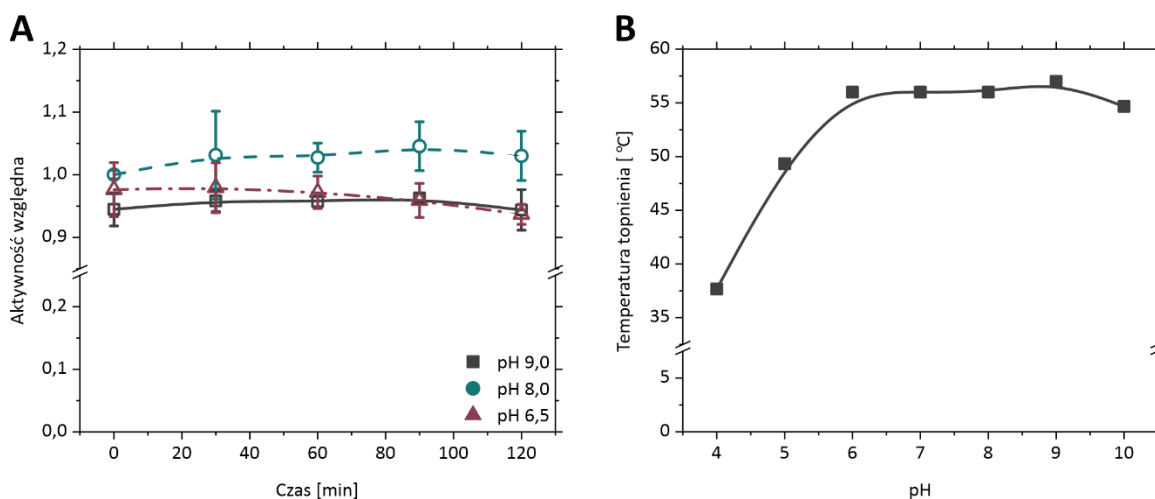 A
Aktywność względna
1,2
1,1
1,0
0,9
0,2
0,1
0,0
0 20 40 60 80 100 120
Czas [min]
pH 9,0
pH 8,0
pH 6,5
B
Temperatura topnienia [°C]
60
55
50
45
40
35
5
0
4 5 6 7 8 9 10
pH